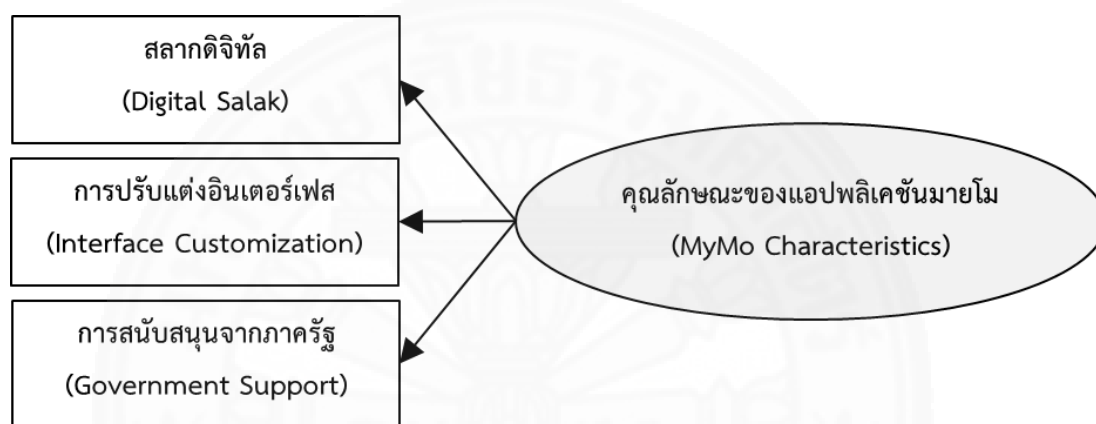 สลากดิจิทัล
(Digital Salak)
การปรับแต่งอินเตอร์เฟส
(Interface Customization)
การสนับสนุนจากภาครัฐ
(Government Support)
คุณลักษณะของแอปพลิเคชันมายโม
(MyMo Characteristics)